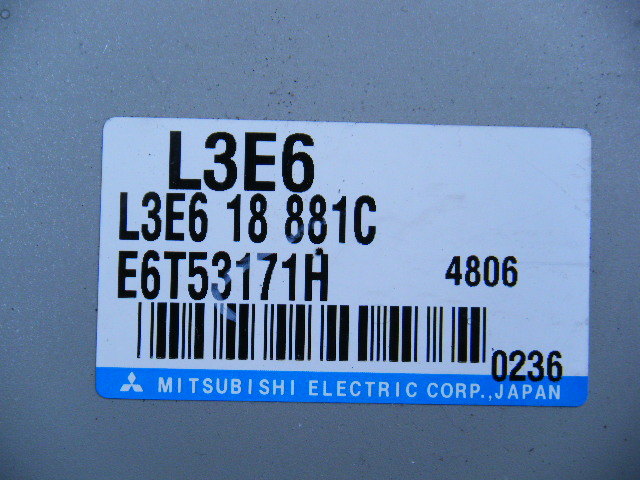 L3E6
L3E6 18 881C
E6T53171H 4806
0236
MITSUBISHI ELECTRIC CORP.,JAPAN